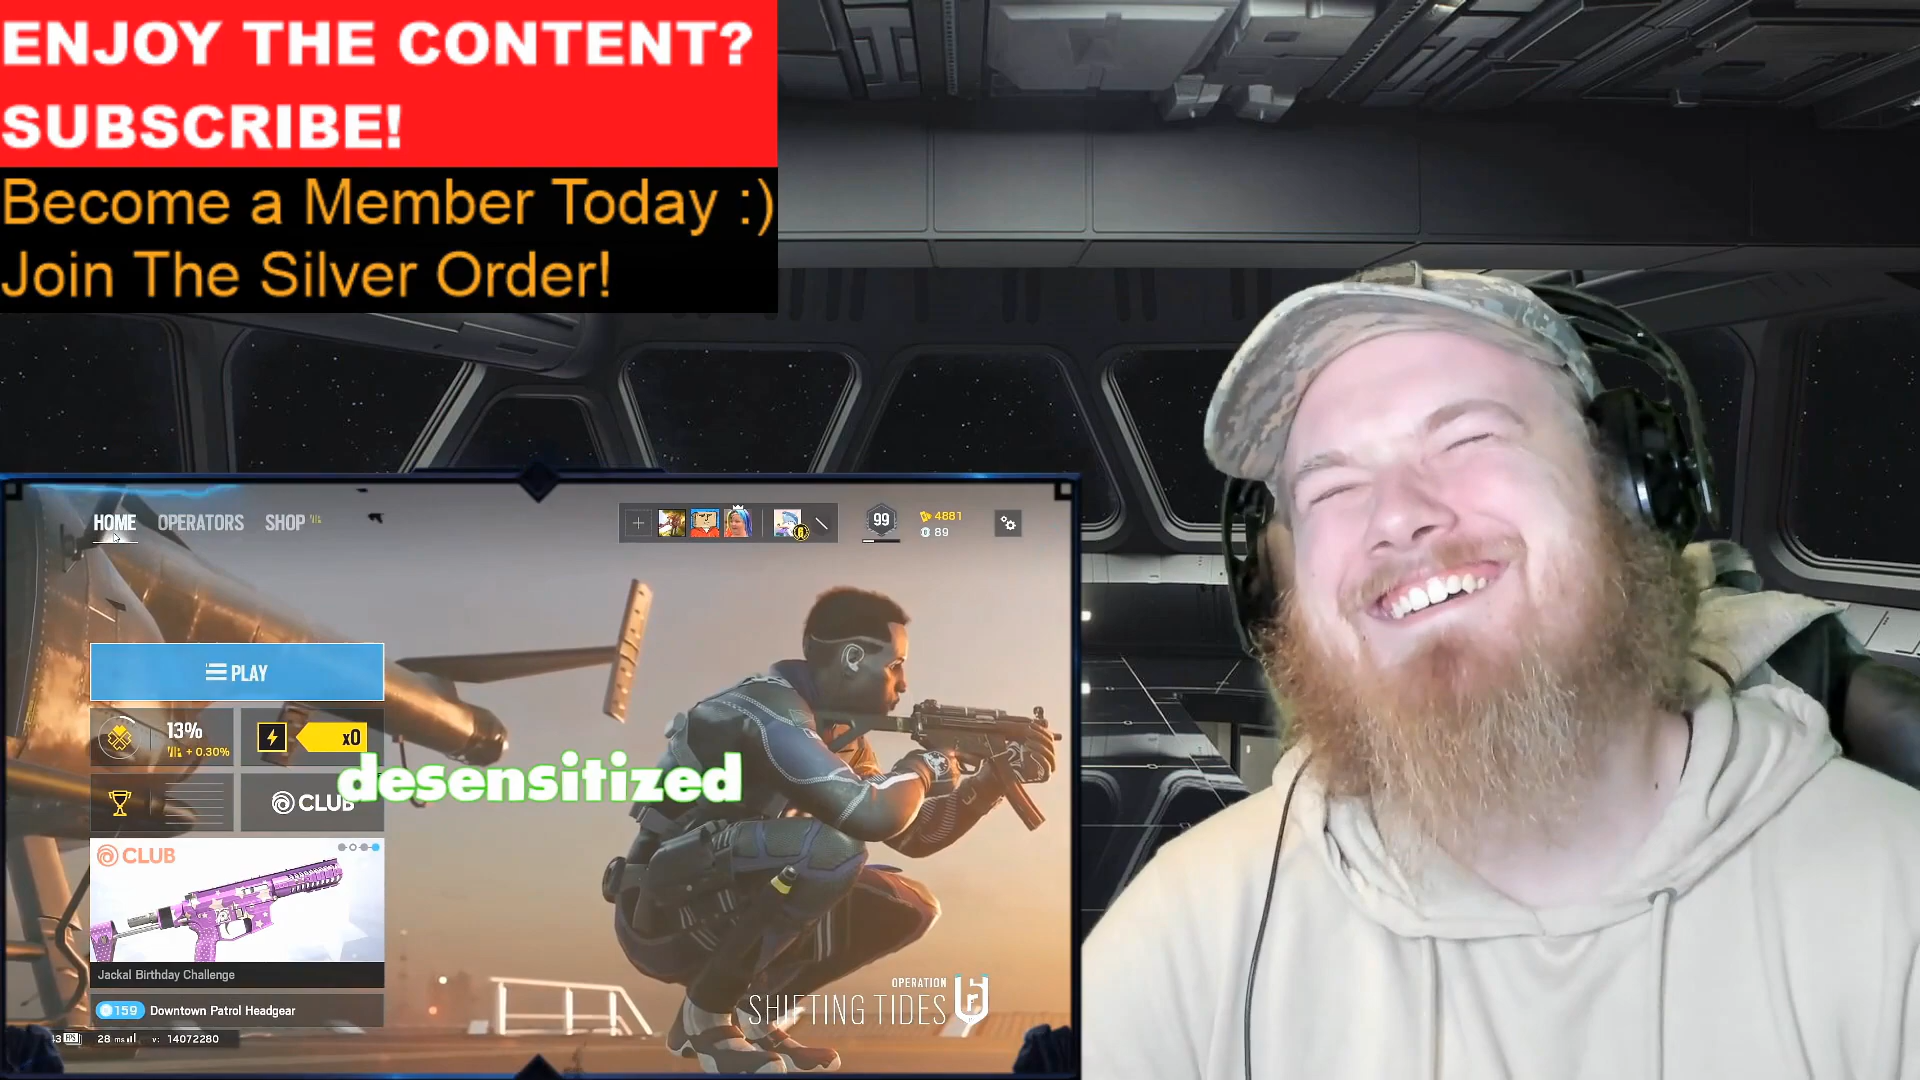 ENJOY THE CONTENT?
SUBSCRIBE!
Become a Member Today :)
Join The Silver Order!
HOME OPERATORS SHOP
99
4881
89
PLAY
13%
+ 0.30%
x0
desensitized
CLUB
CLUB
Jackal Birthday Challenge
OPERATION
SHIFTING TIDES
159 Downtown Patrol Headgear
28 ms v: 14072280